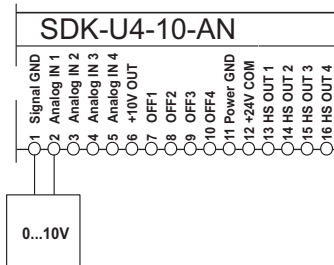 SDK-U4-10-AN
1 Signal GND
2 Analog IN 1
3 Analog IN 2
4 Analog IN 3
5 Analog IN 4
6 +10V OUT
7 OFF1
8 OFF2
9 OFF3
10 OFF4
11 Power GND
12 +24V COM
13 HS OUT 1
14 HS OUT 2
15 HS OUT 3
16 HS OUT 4
0...10V